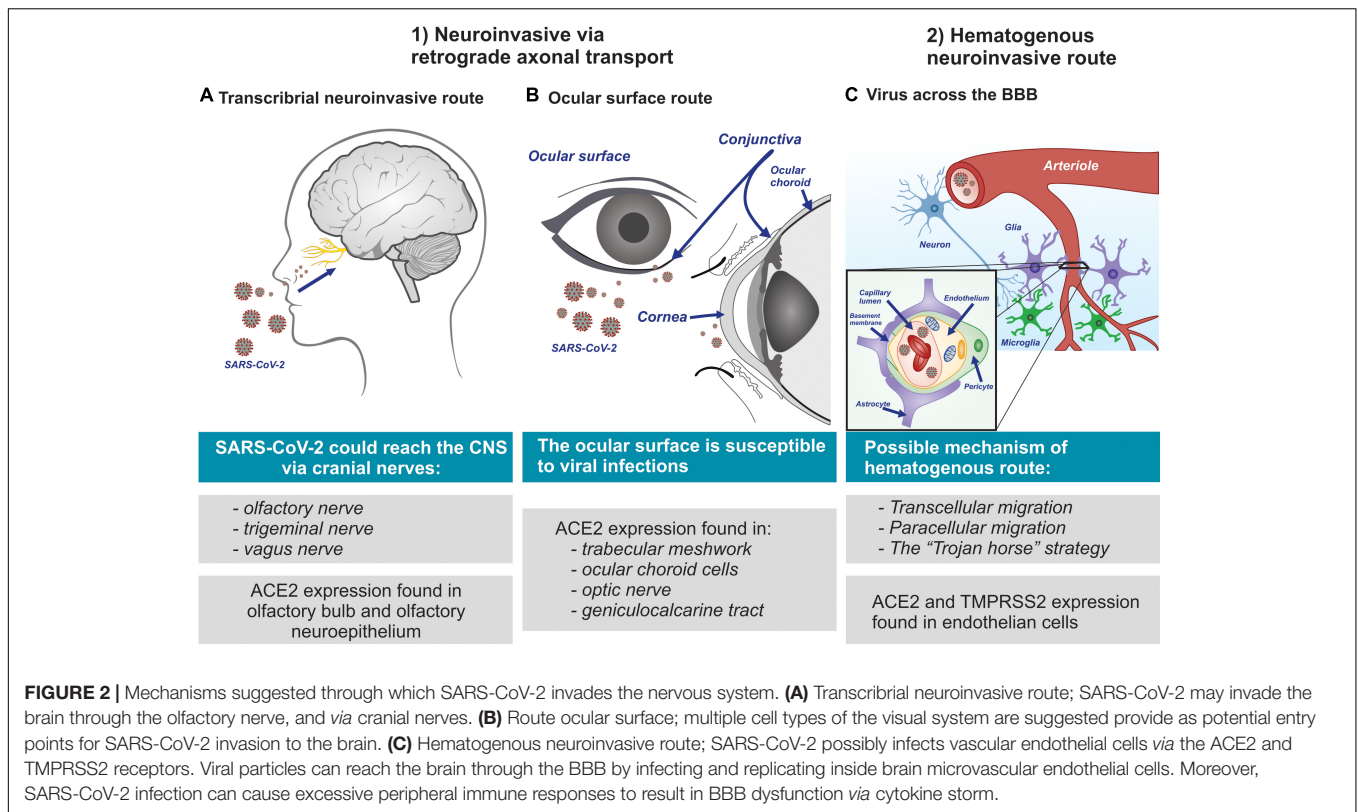 1) Neuroinvasive via
retrograde axonal transport
2) Hematogenous
neuroinvasive route
A Transcribrial neuroinvasive route
SARS-CoV-2
B Ocular surface route
Ocular surface
Conjunctiva
Ocular
choroid
Cornea
SARS-CoV-2
C Virus across the BBB
Arteriole
Neuron
Glia
Capillary
lumen
Endothelium
Basement
membrane
Microglia
Pericyte
Astrocyte
SARS-CoV-2 could reach the CNS
via cranial nerves:
- olfactory nerve
- trigeminal nerve
- vagus nerve
ACE2 expression found in
olfactory bulb and olfactory
neuroepithelium
The ocular surface is susceptible
to viral infections
ACE2 expression found in:
- trabecular meshwork
- ocular choroid cells
- optic nerve
- geniculocalcarine tract
Possible mechanism of
hematogenous route:
- Transcellular migration
- Paracellular migration
- The “Trojan horse” strategy
ACE2 and TMPRSS2 expression
found in endothelian cells
FIGURE 2 | Mechanisms suggested through which SARS-CoV-2 invades the nervous system. (A) Transcribrial neuroinvasive route; SARS-CoV-2 may invade the
brain through the olfactory nerve, and via cranial nerves. (B) Route ocular surface; multiple cell types of the visual system are suggested provide as potential entry
points for SARS-CoV-2 invasion to the brain. (C) Hematogenous neuroinvasive route; SARS-CoV-2 possibly infects vascular endothelial cells via the ACE2 and
TMPRSS2 receptors. Viral particles can reach the brain through the BBB by infecting and replicating inside brain microvascular endothelial cells. Moreover,
SARS-CoV-2 infection can cause excessive peripheral immune responses to result in BBB dysfunction via cytokine storm.